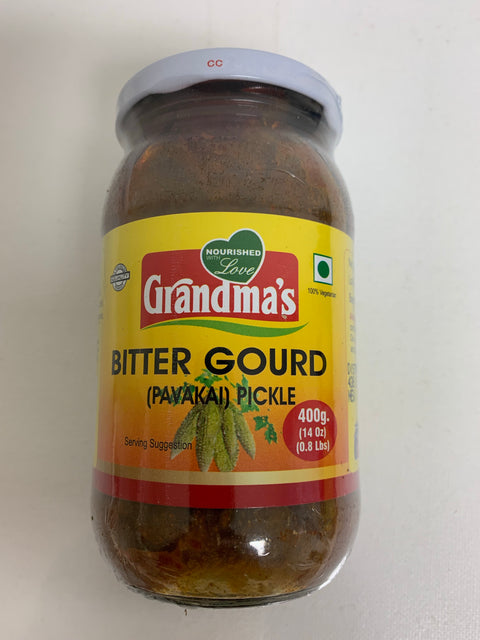 CC
NOURISHED
WITH
Love
Grandma's
100% Vegetarian
BITTER GOURD
(PAVAKAI) PICKLE
400g.
(14 Oz)
(0.8 Lbs)
Serving Suggestion